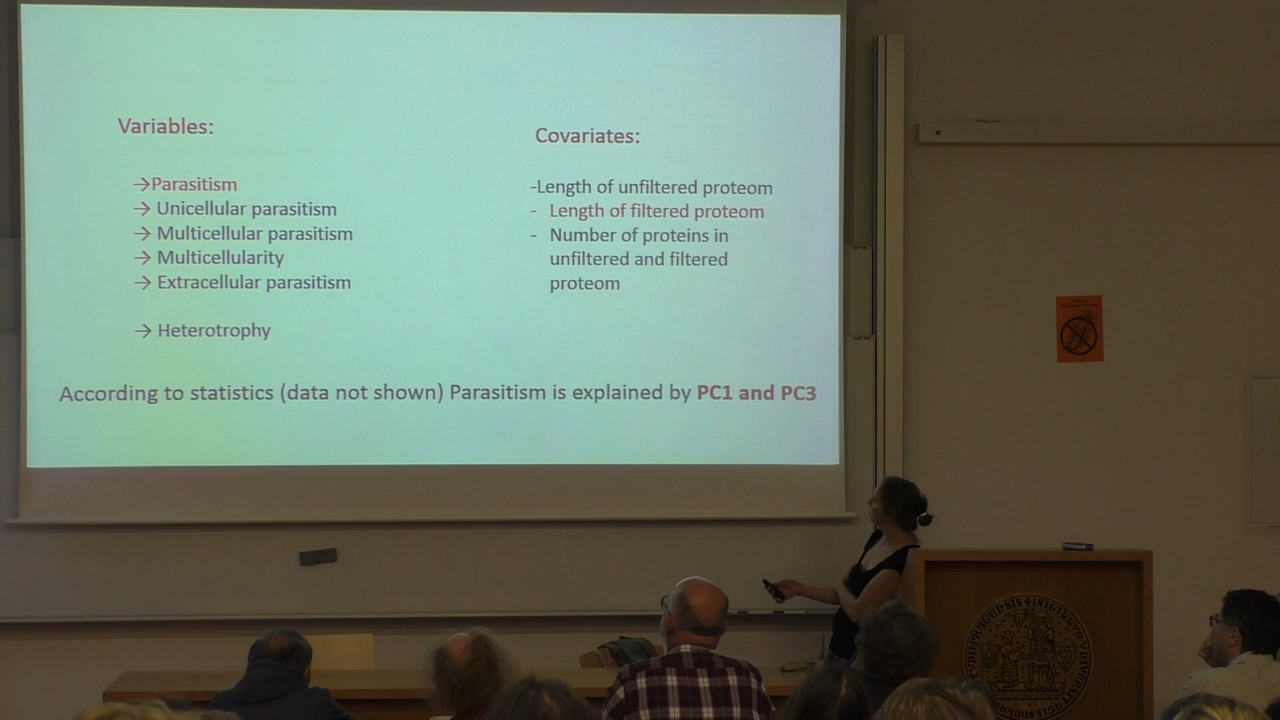 Variables:
→Parasitism
→ Unicellular parasitism
→ Multicellular parasitism
→ Multicellularity
→ Extracellular parasitism
→ Heterotrophy
Covariates:
-Length of unfiltered proteom
- Length of filtered proteom
- Number of proteins in
unfiltered and filtered
proteom
According to statistics (data not shown) Parasitism is explained by PC1 and PC3